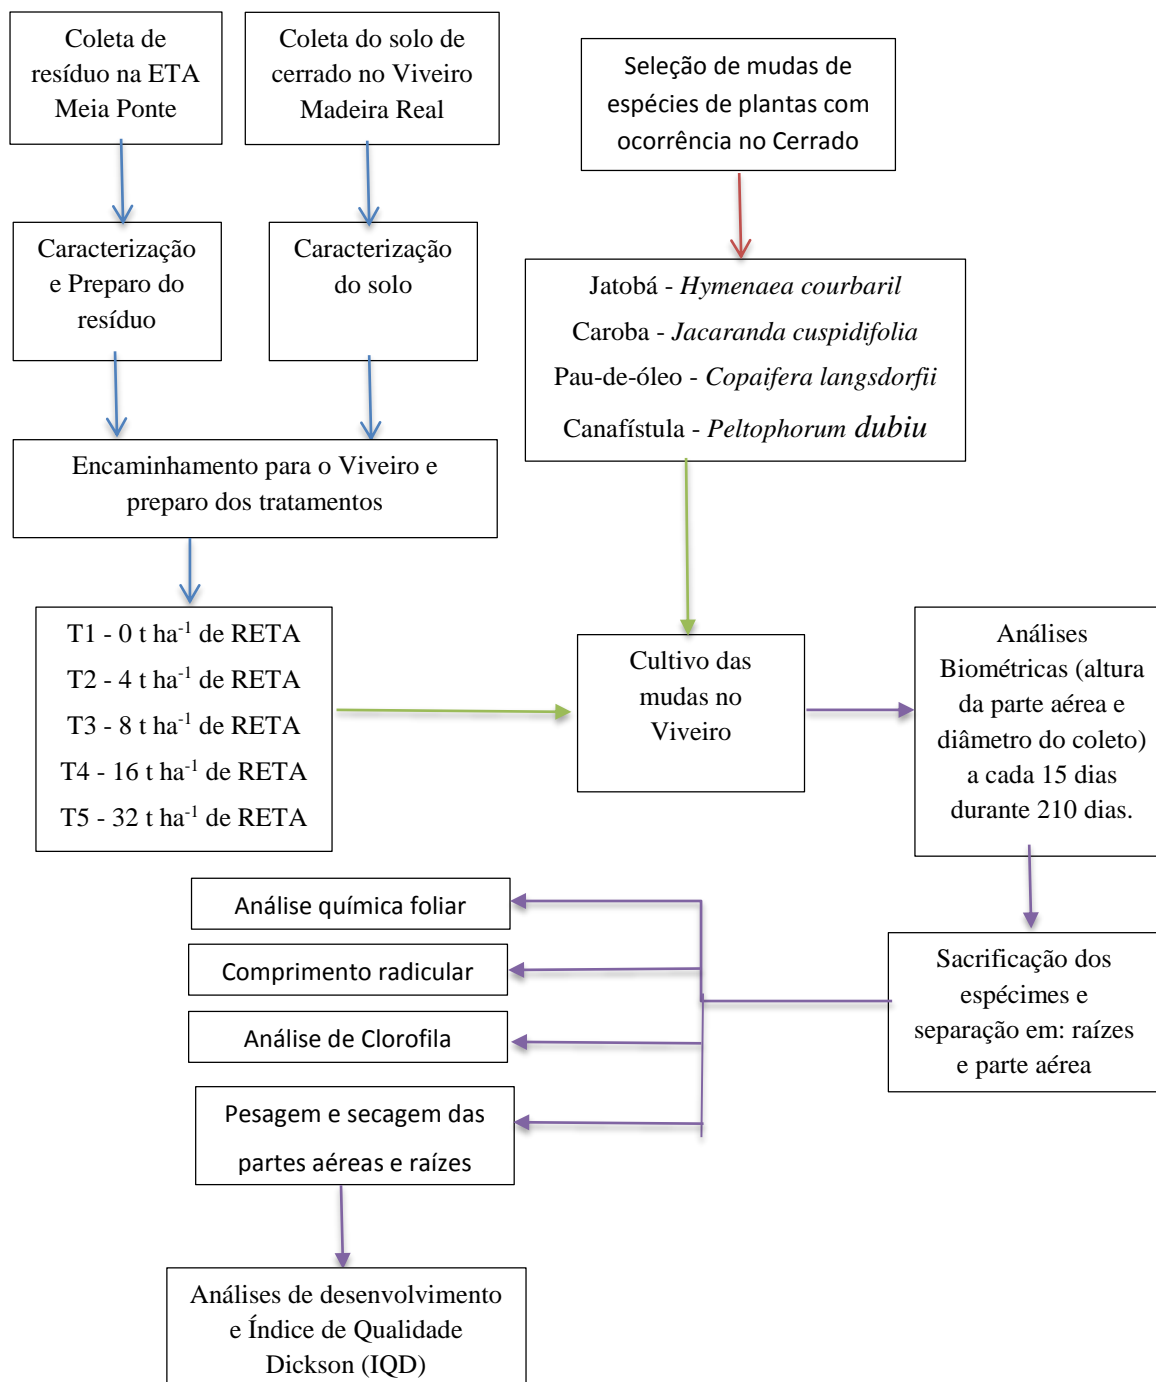 Coleta de
resíduo na ETA
Meia Ponte
Coleta do solo de
cerrado no Viveiro
Madeira Real
Seleção de mudas de
espécies de plantas com
ocorrência no Cerrado
Caracterização
e Preparo do
resíduo
Caracterização
do solo
Jatobá - Hymenaea courbaril
Caroba - Jacaranda cuspidifolia
Pau-de-óleo - Copaifera langsdorfii
Canafístula - Peltophorum dubiu
Encaminhamento para o Viveiro e
preparo dos tratamentos
T1 - 0 t ha⁻¹ de RETA
T2 - 4 t ha⁻¹ de RETA
T3 - 8 t ha⁻¹ de RETA
T4 - 16 t ha⁻¹ de RETA
T5 - 32 t ha⁻¹ de RETA
Cultivo das
mudas no
Viveiro
Análises
Biométricas (altura
da parte aérea e
diâmetro do coleto)
a cada 15 dias
durante 210 dias.
Análise química foliar
Comprimento radicular
Análise de Clorofila
Pesagem e secagem das
partes aéreas e raízes
Sacrificação dos
espécimes e
separação em: raízes
e parte aérea
Análises de desenvolvimento
e Índice de Qualidade
Dickson (IQD)